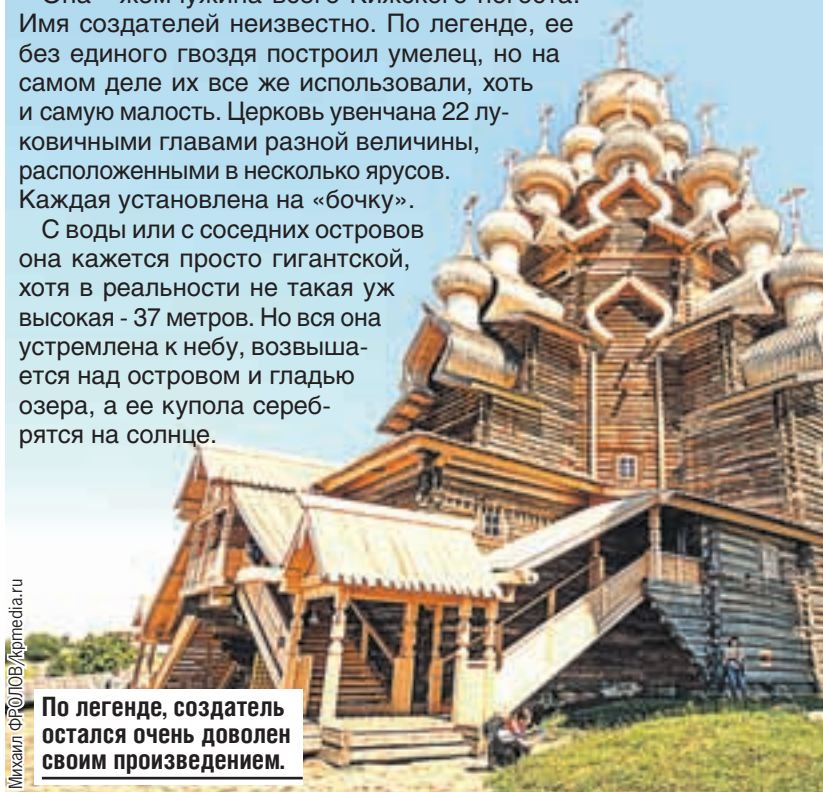 Имя создателей неизвестно. По легенде, ее
без единого гвоздя построил умелец, но на
самом деле их все же использовали, хоть
и самую малость. Церковь увенчана 22 лу-
ковичными главами разной величины,
расположенными в несколько ярусов.
Каждая установлена на «бочку».
С воды или с соседних островов
она кажется просто гигантской,
хотя в реальности не такая уж
высокая - 37 метров. Но вся она
устремлена к небу, возвыша-
ется над островом и гладью
озера, а ее купола сереб-
рятся на солнце.
Михаил ФРОЛОВ/kpmedia.ru
По легенде, создатель
остался очень доволен
своим произведением.